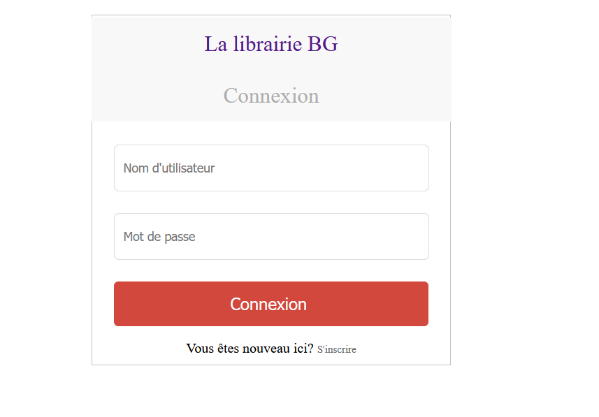 La librairie BG
Connexion
Nom d'utilisateur
Mot de passe
Connexion
Vous êtes nouveau ici? S'inscrire